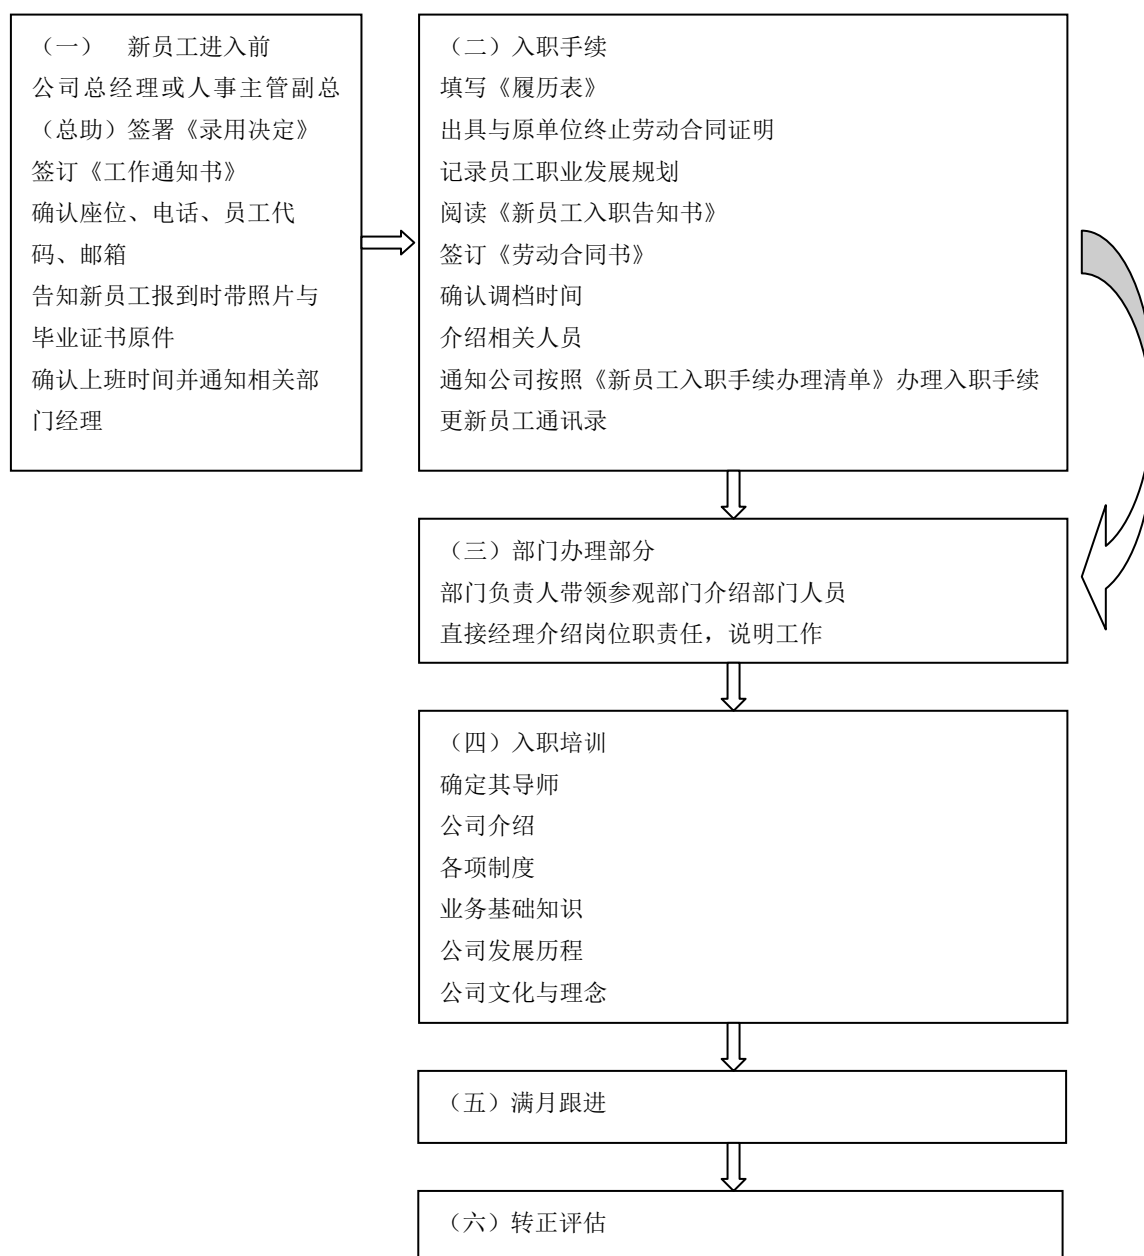 （一） 新员工进入前
公司总经理或人事主管副总
（总助）签署《录用决定》
签订《工作通知书》
确认座位、电话、员工代
码、邮箱
告知新员工报到时带照片与
毕业证书原件
确认上班时间并通知相关部
门经理
（二）入职手续
填写《履历表》
出具与原单位终止劳动合同证明
记录员工职业发展规划
阅读《新员工入职告知书》
签订《劳动合同书》
确认调档时间
介绍相关人员
通知公司按照《新员工入职手续办理清单》办理入职手续
更新员工通讯录
（三）部门办理部分
部门负责人带领参观部门介绍部门人员
直接经理介绍岗位职责任，说明工作
（四）入职培训
确定其导师
公司介绍
各项制度
业务基础知识
公司发展历程
公司文化与理念
（五）满月跟进
（六）转正评估